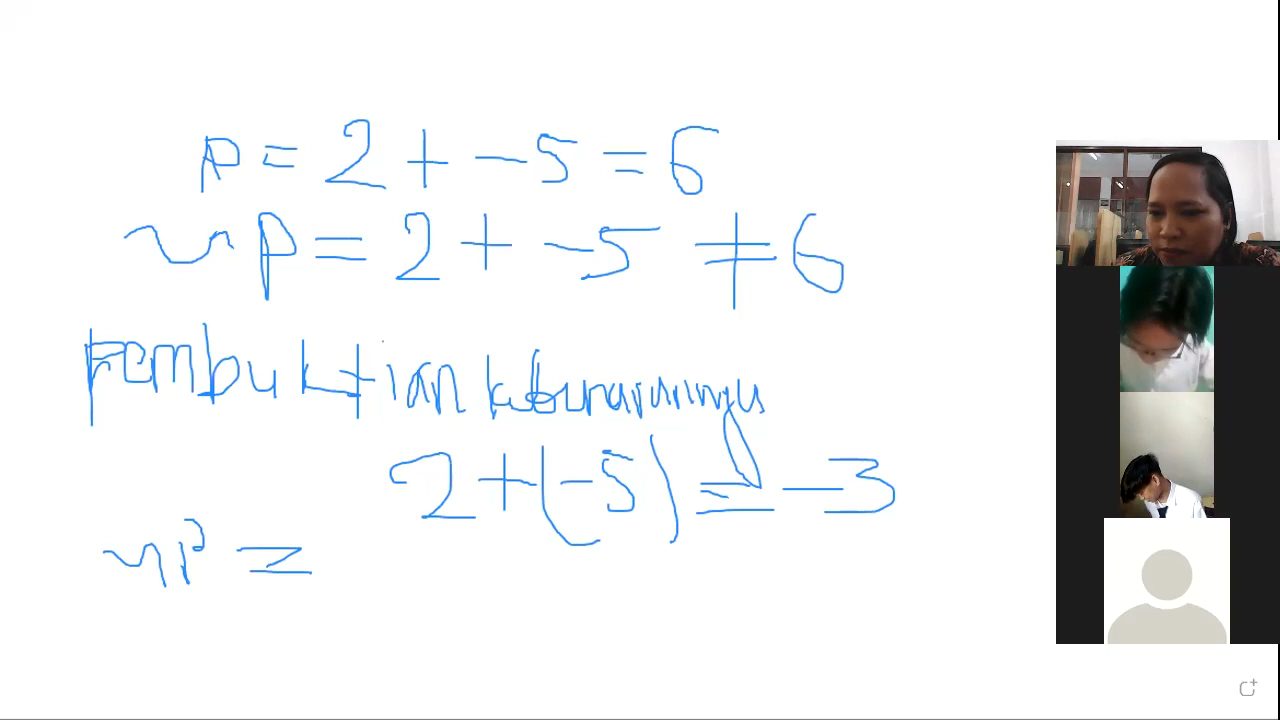 p = 2 + -5 = 6
~ p = 2 + -5 ≠ 6
Pembuktian kebenarannya
2 + (-5) = -3
~p =